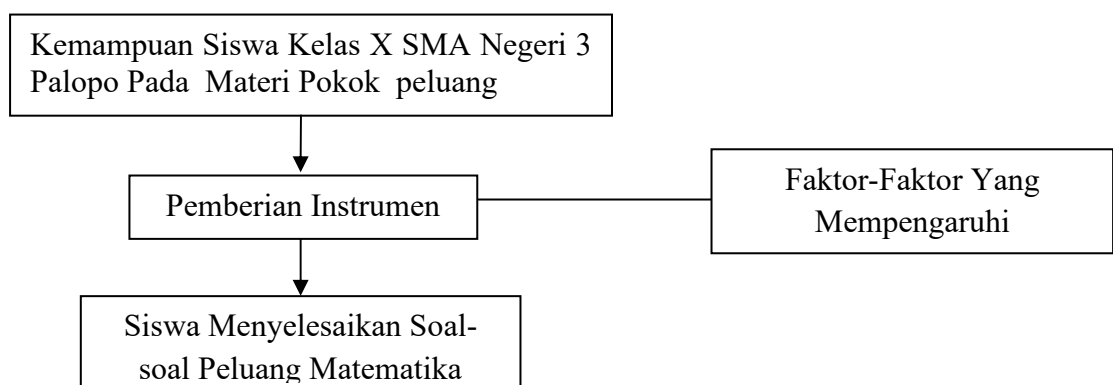 Kemampuan Siswa Kelas X SMA Negeri 3
Palopo Pada Materi Pokok peluang
Pemberian Instrumen
Faktor-Faktor Yang
Mempengaruhi
Siswa Menyelesaikan Soal-
soal Peluang Matematika